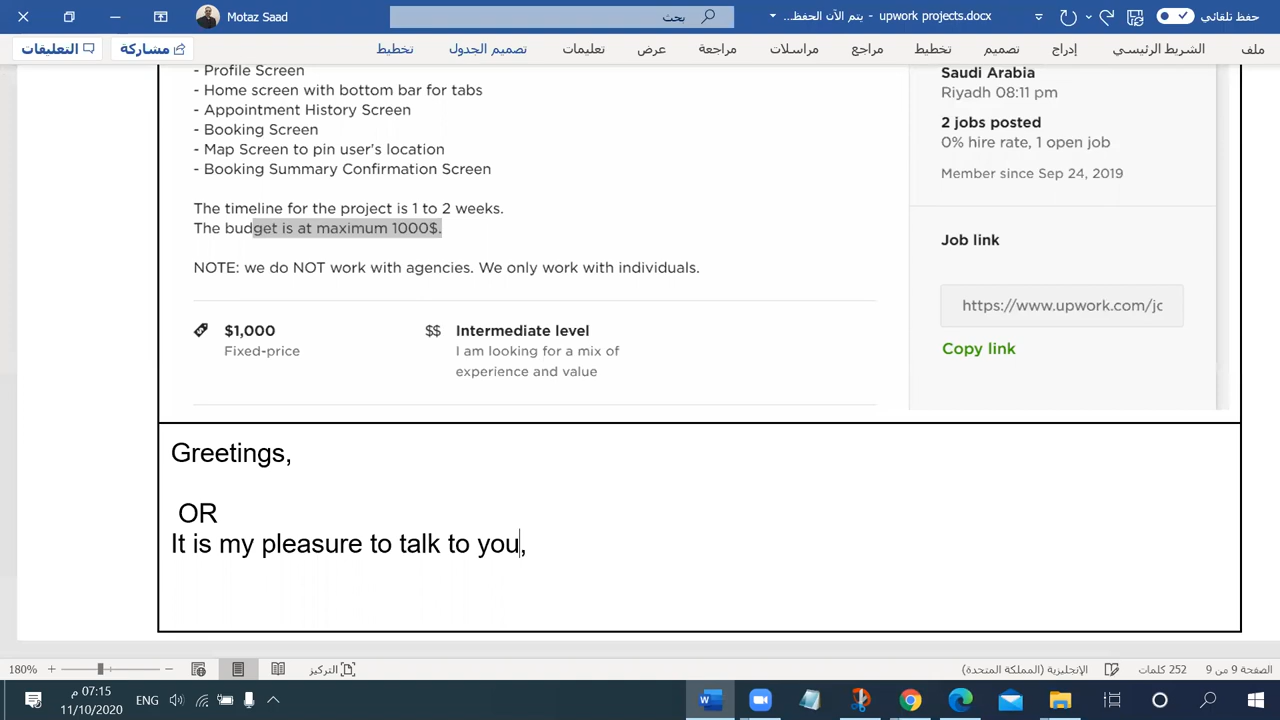 Motaz Saad
بحث
upwork projects.docx - يتم الآن الحفظ...
حفظ تلقائي
ملف
الشريط الرئيسي
إدراج
تصميم
تخطيط
مراجع
مراسلات
مراجعة
عرض
تعليمات
تصميم الجدول
تخطيط
مشاركة
التعليقات
- Profile Screen
- Home screen with bottom bar for tabs
- Appointment History Screen
- Booking Screen
- Map Screen to pin user's location
- Booking Summary Confirmation Screen
The timeline for the project is 1 to 2 weeks.
The budget is at maximum 1000$.
NOTE: we do NOT work with agencies. We only work with individuals.
$1,000
Fixed-price
$$
Intermediate level
I am looking for a mix of
experience and value
Saudi Arabia
Riyadh 08:11 pm
2 jobs posted
0% hire rate, 1 open job
Member since Sep 24, 2019
Job link
https://www.upwork.com/jc
Copy link
Greetings,
OR
It is my pleasure to talk to you,
الصفحة 9 من 9
252 كلمات
الإنجليزية (المملكة المتحدة)
التركيز
180%
ENG
07:15 م
11/10/2020